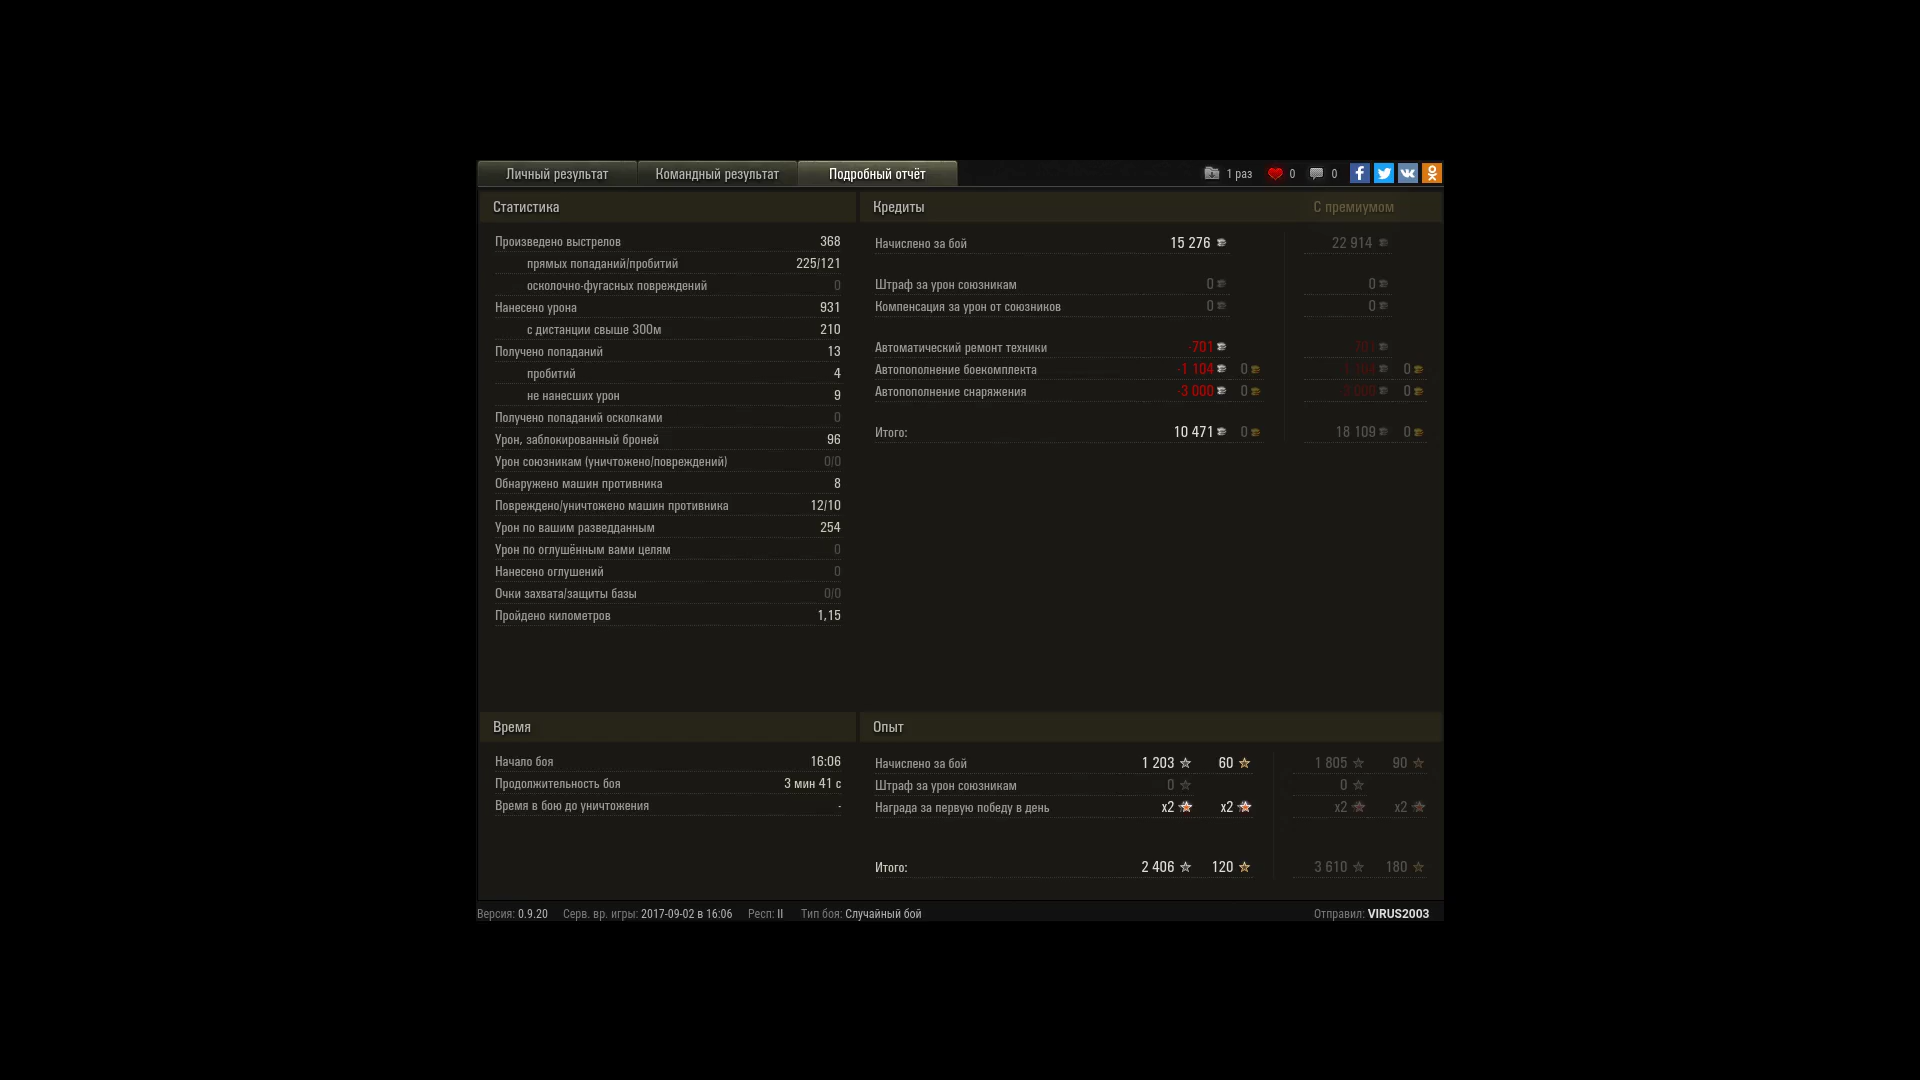 Личный результат Командный результат Подробный отчёт 1 раз 0 0
Статистика
Произведено выстрелов 368
прямых попаданий/пробитий 225/121
осколочно-фугасных повреждений 0
Нанесено урона 931
с дистанции свыше 300м 210
Получено попаданий 13
пробитий 4
не нанесших урон 9
Получено попаданий осколками 0
Урон, заблокированный броней 96
Урон союзникам (уничтожено/повреждений) 0/0
Обнаружено машин противника 8
Повреждено/уничтожено машин противника 12/10
Урон по вашим разведданным 254
Урон по оглушённым вами целям 0
Нанесено оглушений 0
Очки захвата/защиты базы 0/0
Пройдено километров 1,15
Кредиты С премиумом
Начислено за бой 15 276 22 914
Штраф за урон союзникам 0 0
Компенсация за урон от союзников 0 0
Автоматический ремонт техники -701 -701
Автопополнение боекомплекта -1 104 0 -1 104 0
Автопополнение снаряжения -3 000 0 -3 000 0
Итого: 10 471 0 18 109 0
Время
Начало боя 16:06
Продолжительность боя 3 мин 41 с
Время в бою до уничтожения -
Опыт
Начислено за бой 1 203 60 1 805 90
Штраф за урон союзникам 0 0
Награда за первую победу в день x2 x2 x2 x2
Итого: 2 406 120 3 610 180
Версия: 0.9.20 Серв. вр. игры: 2017-09-02 в 16:06 Респ: II Тип боя: Случайный бой Отправил: VIRUS2003